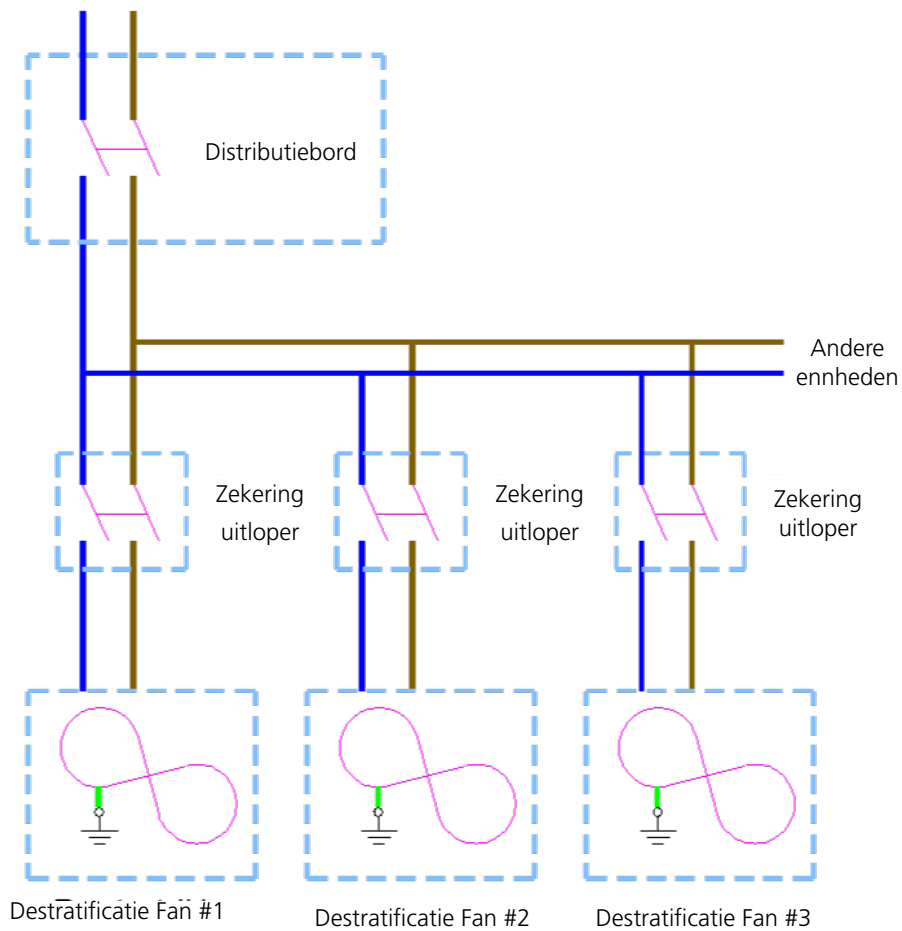 Distributiebord
Andere
ennheden
Zekering
uitloper
Zekering
uitloper
Zekering
uitloper
Destratificatie Fan #1
Destratificatie Fan #2
Destratificatie Fan #3